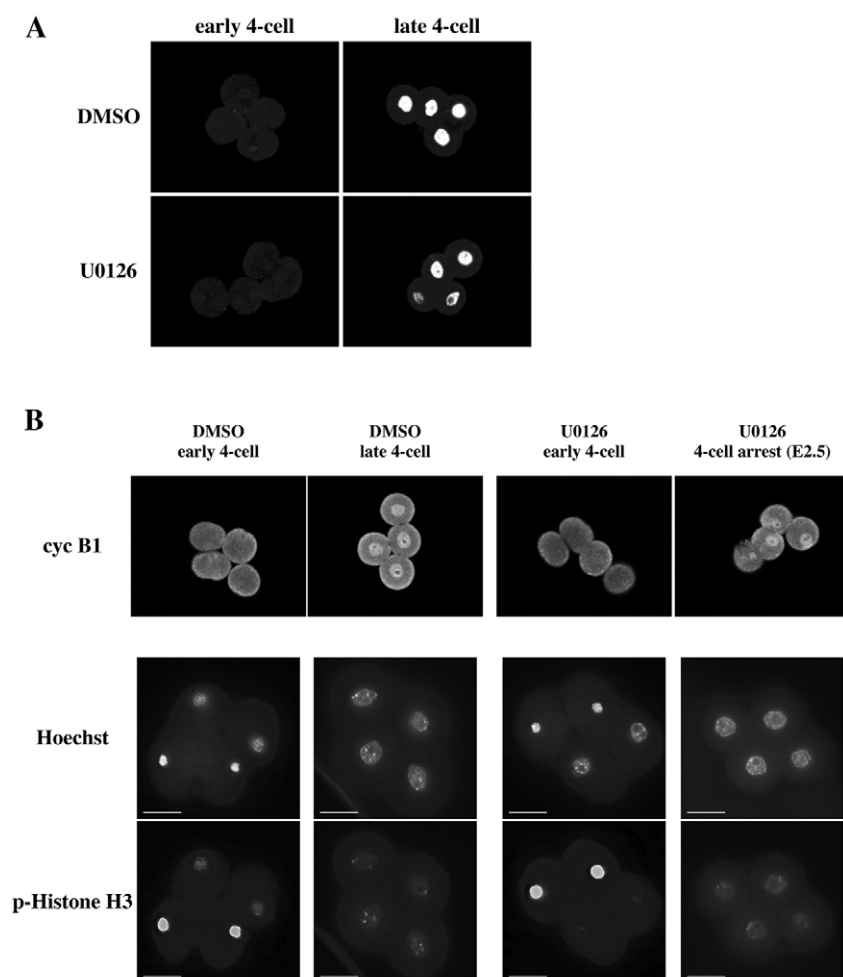 A
early 4-cell late 4-cell
DMSO
U0126
B
DMSO DMSO U0126 U0126
early 4-cell late 4-cell early 4-cell 4-cell arrest (E2.5)
cyc B1
Hoechst
p-Histone H3